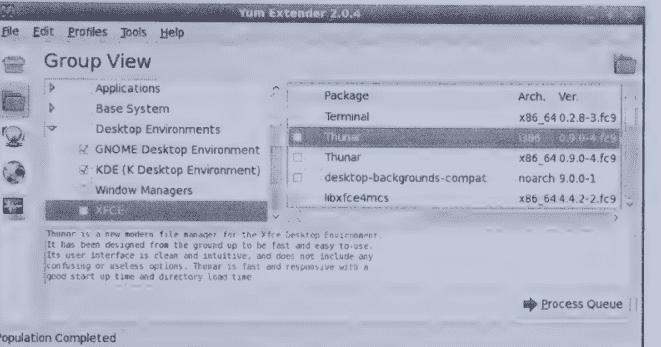 Yum Extender 2.0.4
File Edit Profiles Tools Help
Group View
Applications
Base System
Desktop Environments
GNOME Desktop Environment
KDE (K Desktop Environment)
Window Managers
XFCE
Package Arch. Ver.
Terminal x86_64 0.2.8-3.fc9
Thunar i386 0.9.0-4.fc9
Thunar x86_64 0.9.0-4.fc9
desktop-backgrounds-compat noarch 9.0.0-1
libxfce4mcs x86_64 4.4.2-2.fc9
Thunar is a new modern file manager for the Xfce Desktop Environment.
It has been designed from the ground up to be fast and easy-to-use.
Its user interface is clean and intuitive, and does not include any
confusing or useless options. Thunar is fast and responsive with a
good start up time and directory load time
Process Queue
Population Completed